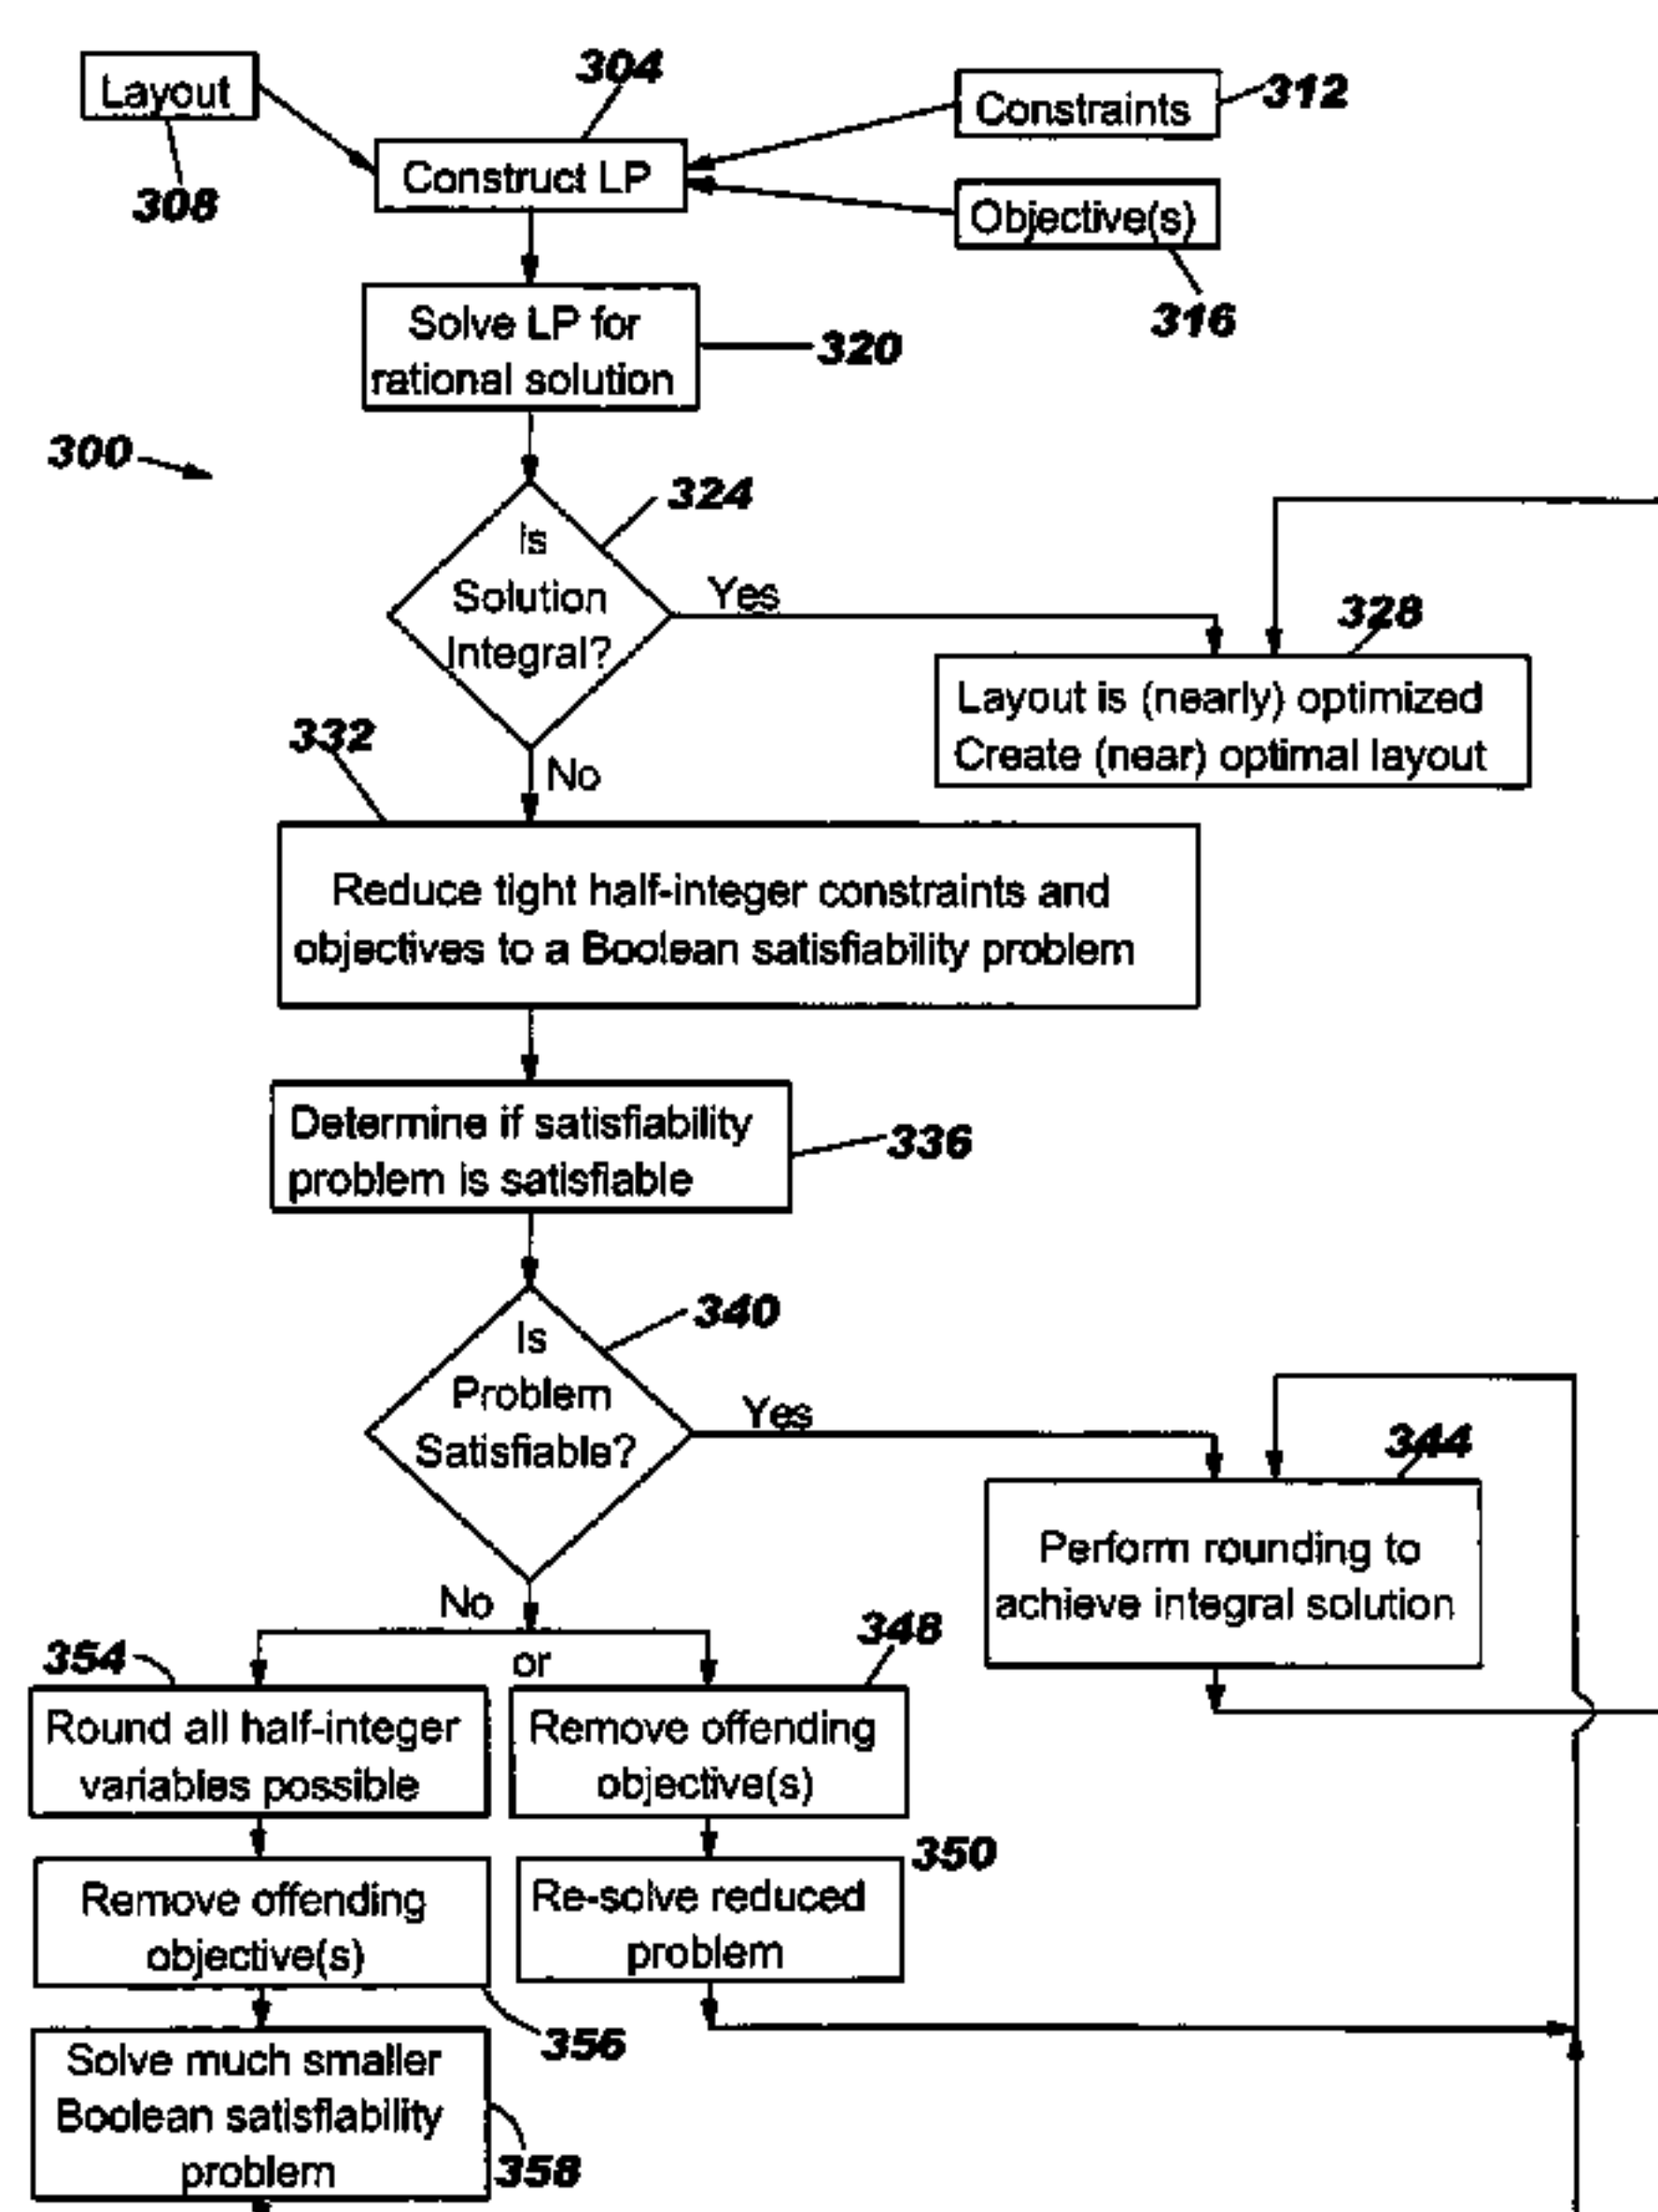 304
Layout
Constraints
312
Construct LP
308
Objective(s)
316
Solve LP for
rational solution
320
300
324
Is
Solution
Integral?
Yes
328
Layout is (nearly) optimized
Create (near) optimal layout
332
No
Reduce tight half-integer constraints and
objectives to a Boolean satisfiability problem
Determine if satisfiability
problem is satisfiable
336
340
Is
Problem
Satisfiable?
Yes
344
Perform rounding to
achieve integral solution
No
or
354
348
Round all half-integer
variables possible
Remove offending
objective(s)
350
Remove offending
objective(s)
Re-solve reduced
problem
356
Solve much smaller
Boolean satisfiability
problem
358